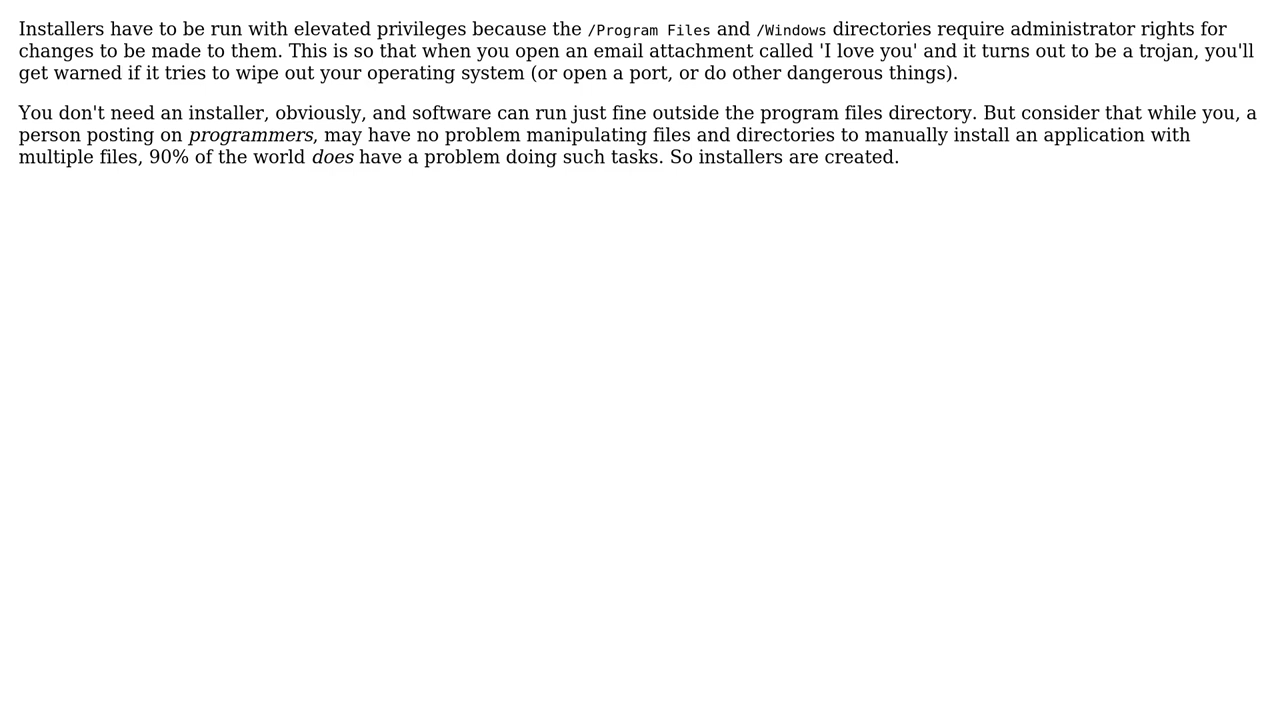 Installers have to be run with elevated privileges because the /Program Files and /Windows directories require administrator rights for
changes to be made to them. This is so that when you open an email attachment called 'I love you' and it turns out to be a trojan, you'll
get warned if it tries to wipe out your operating system (or open a port, or do other dangerous things).
You don't need an installer, obviously, and software can run just fine outside the program files directory. But consider that while you, a
person posting on programmers, may have no problem manipulating files and directories to manually install an application with
multiple files, 90% of the world does have a problem doing such tasks. So installers are created.